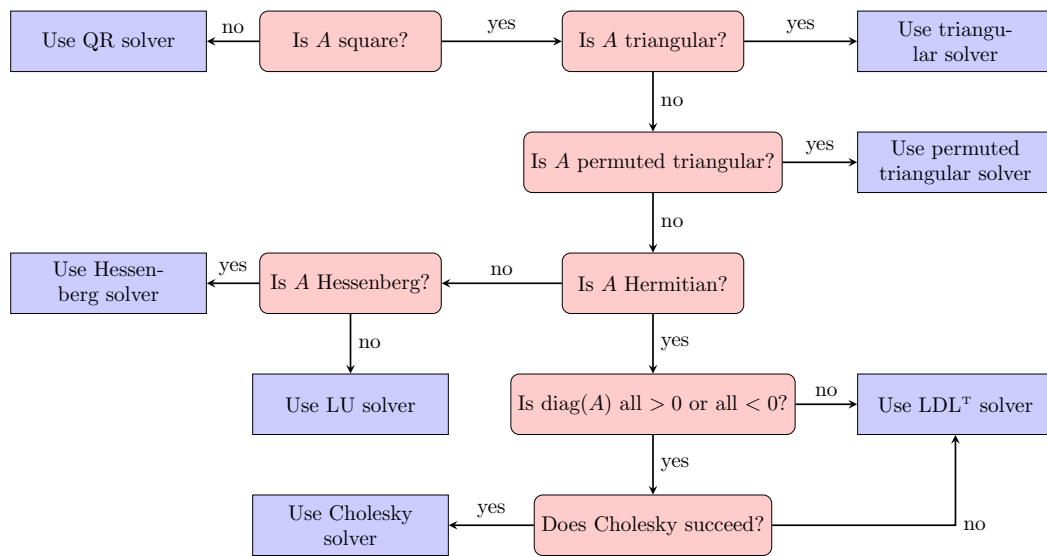 Use QR solver
no
Is A square?
yes
Is A triangular?
yes
Use triangu-
lar solver
no
Is A permuted triangular?
yes
Use permuted
triangular solver
no
Use Hessen-
berg solver
yes
Is A Hessenberg?
no
Is A Hermitian?
no
yes
Use LU solver
Is diag(A) all > 0 or all < 0?
no
Use LDLᵀ solver
yes
Use Cholesky
solver
yes
Does Cholesky succeed?
no